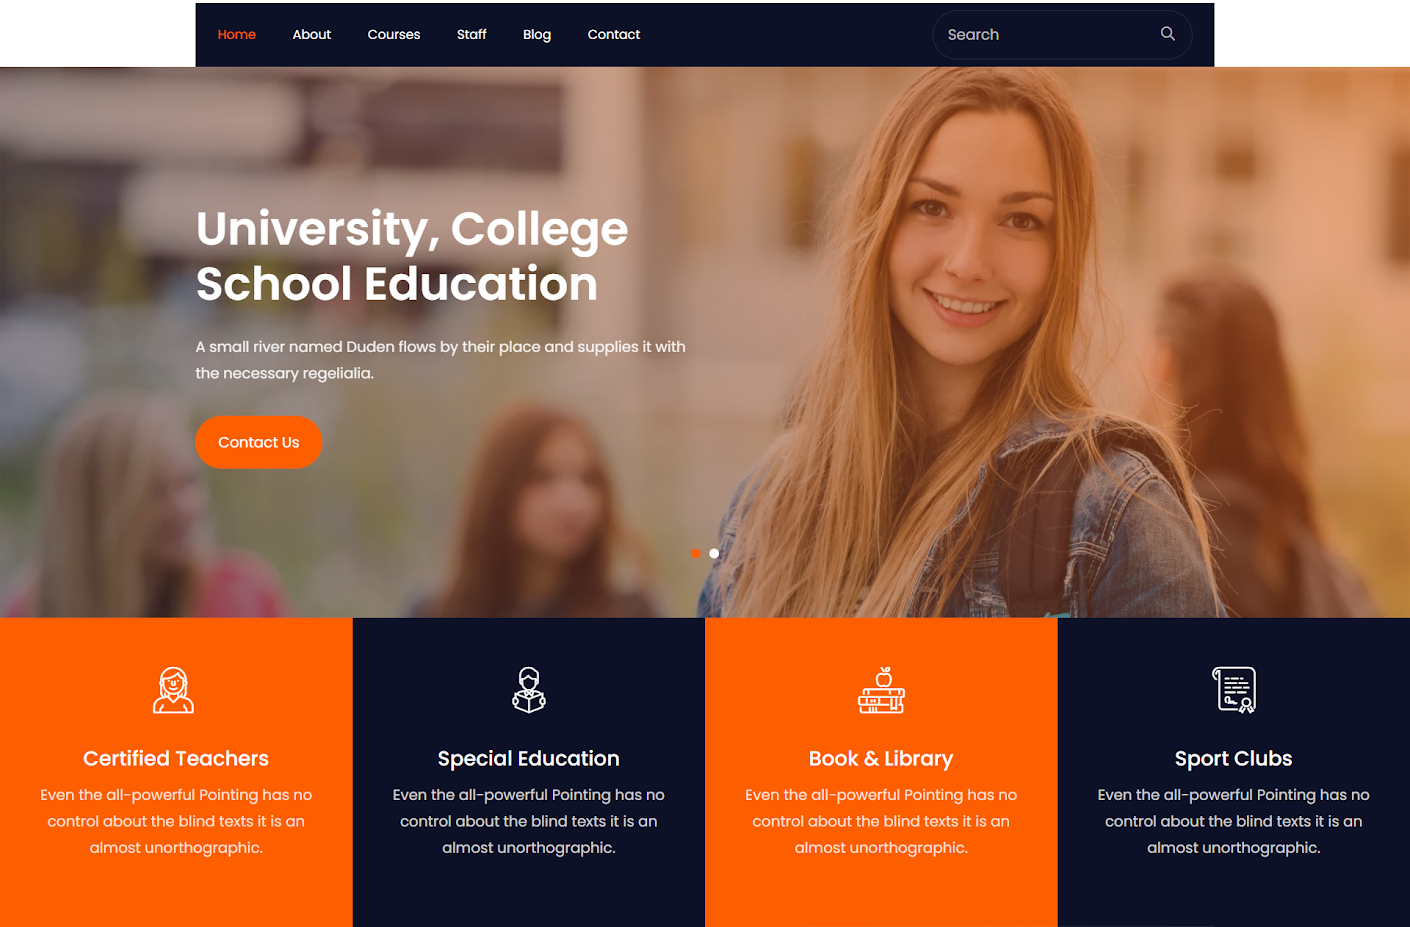 Home About Courses Staff Blog Contact Search
University, College
School Education
A small river named Duden flows by their place and supplies it with
the necessary regelialia.
Contact Us
Certified Teachers
Even the all-powerful Pointing has no
control about the blind texts it is an
almost unorthographic.
Special Education
Even the all-powerful Pointing has no
control about the blind texts it is an
almost unorthographic.
Book & Library
Even the all-powerful Pointing has no
control about the blind texts it is an
almost unorthographic.
Sport Clubs
Even the all-powerful Pointing has no
control about the blind texts it is an
almost unorthographic.